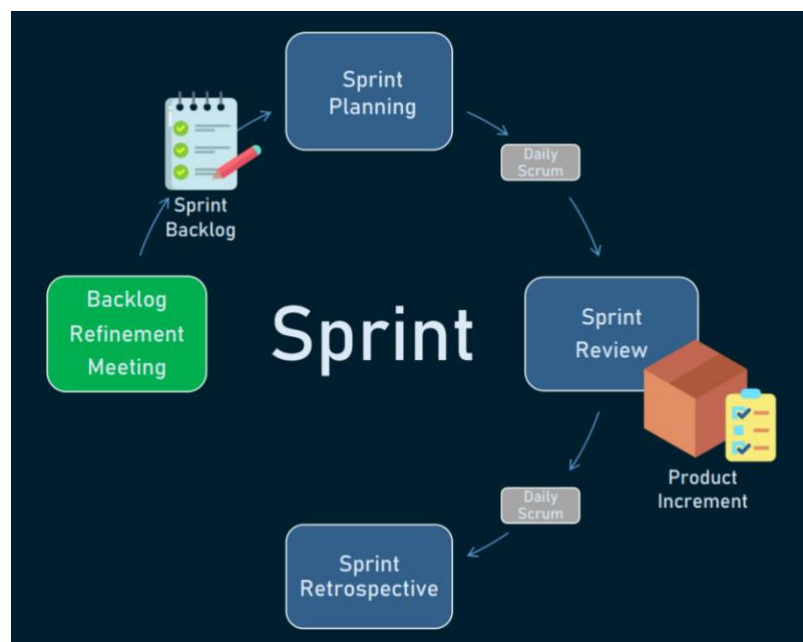 Sprint
Planning
Daily
Scrum
Sprint
Backlog
Backlog
Refinement
Meeting
Sprint
Sprint
Review
Product
Increment
Daily
Scrum
Sprint
Retrospective